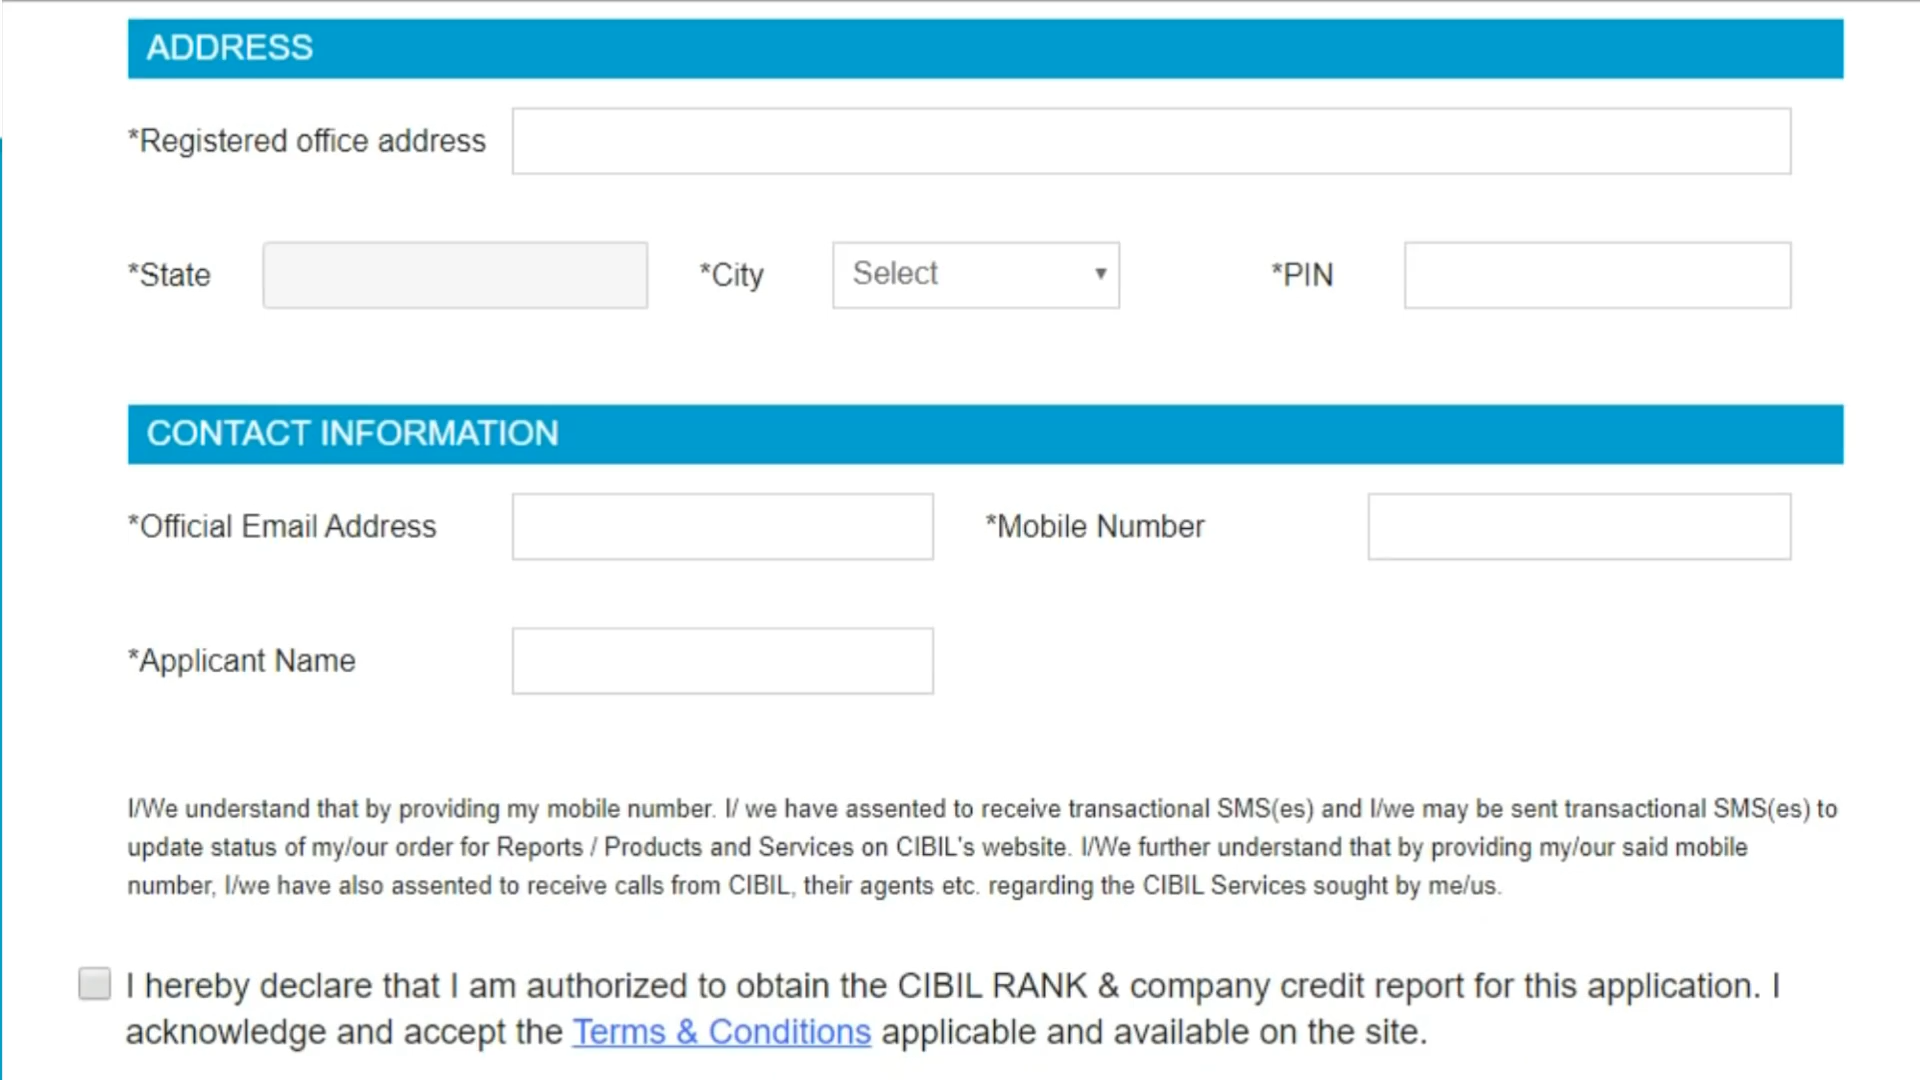 ADDRESS
*Registered office address
*State *City Select *PIN
CONTACT INFORMATION
*Official Email Address *Mobile Number
*Applicant Name
I/We understand that by providing my mobile number. I/ we have assented to receive transactional SMS(es) and I/we may be sent transactional SMS(es) to
update status of my/our order for Reports / Products and Services on CIBIL's website. I/We further understand that by providing my/our said mobile
number, I/we have also assented to receive calls from CIBIL, their agents etc. regarding the CIBIL Services sought by me/us.
I hereby declare that I am authorized to obtain the CIBIL RANK & company credit report for this application. I
acknowledge and accept the Terms & Conditions applicable and available on the site.